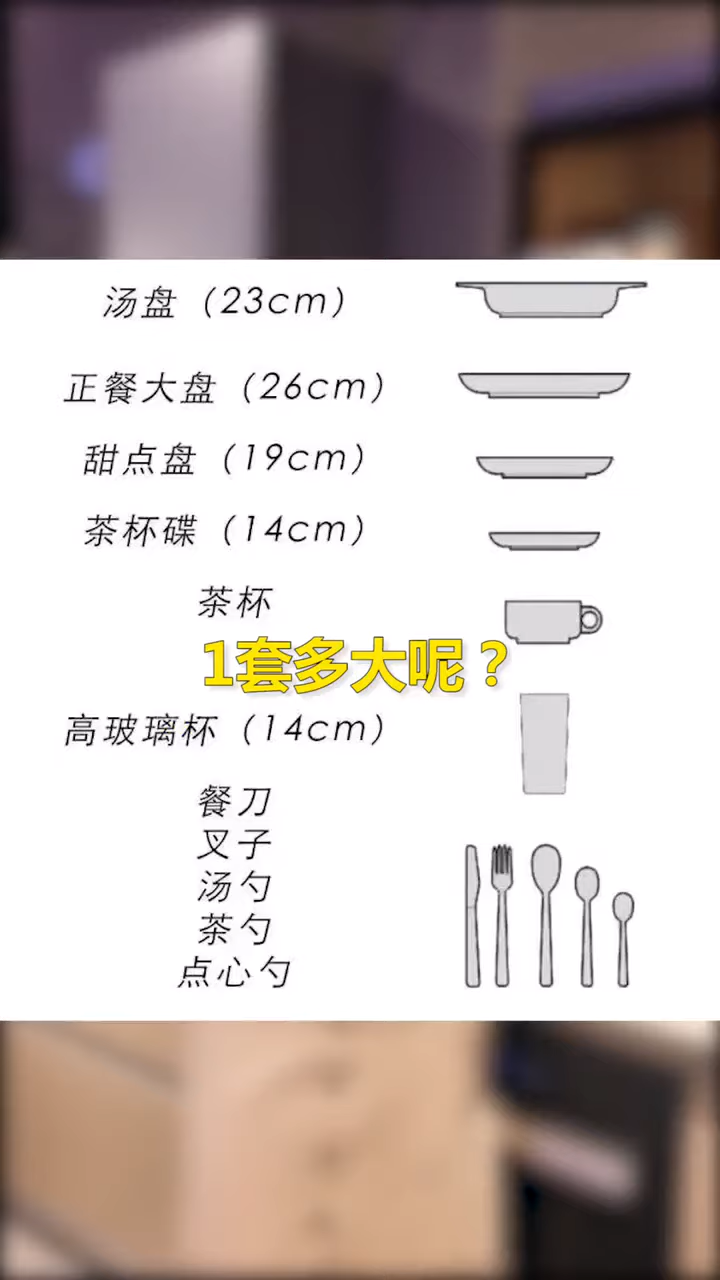 汤盘（23cm）
正餐大盘（26cm）
甜点盘（19cm）
茶杯碟（14cm）
茶杯
1套多大呢？
高玻璃杯（14cm）
餐刀
叉子
汤勺
茶勺
点心勺